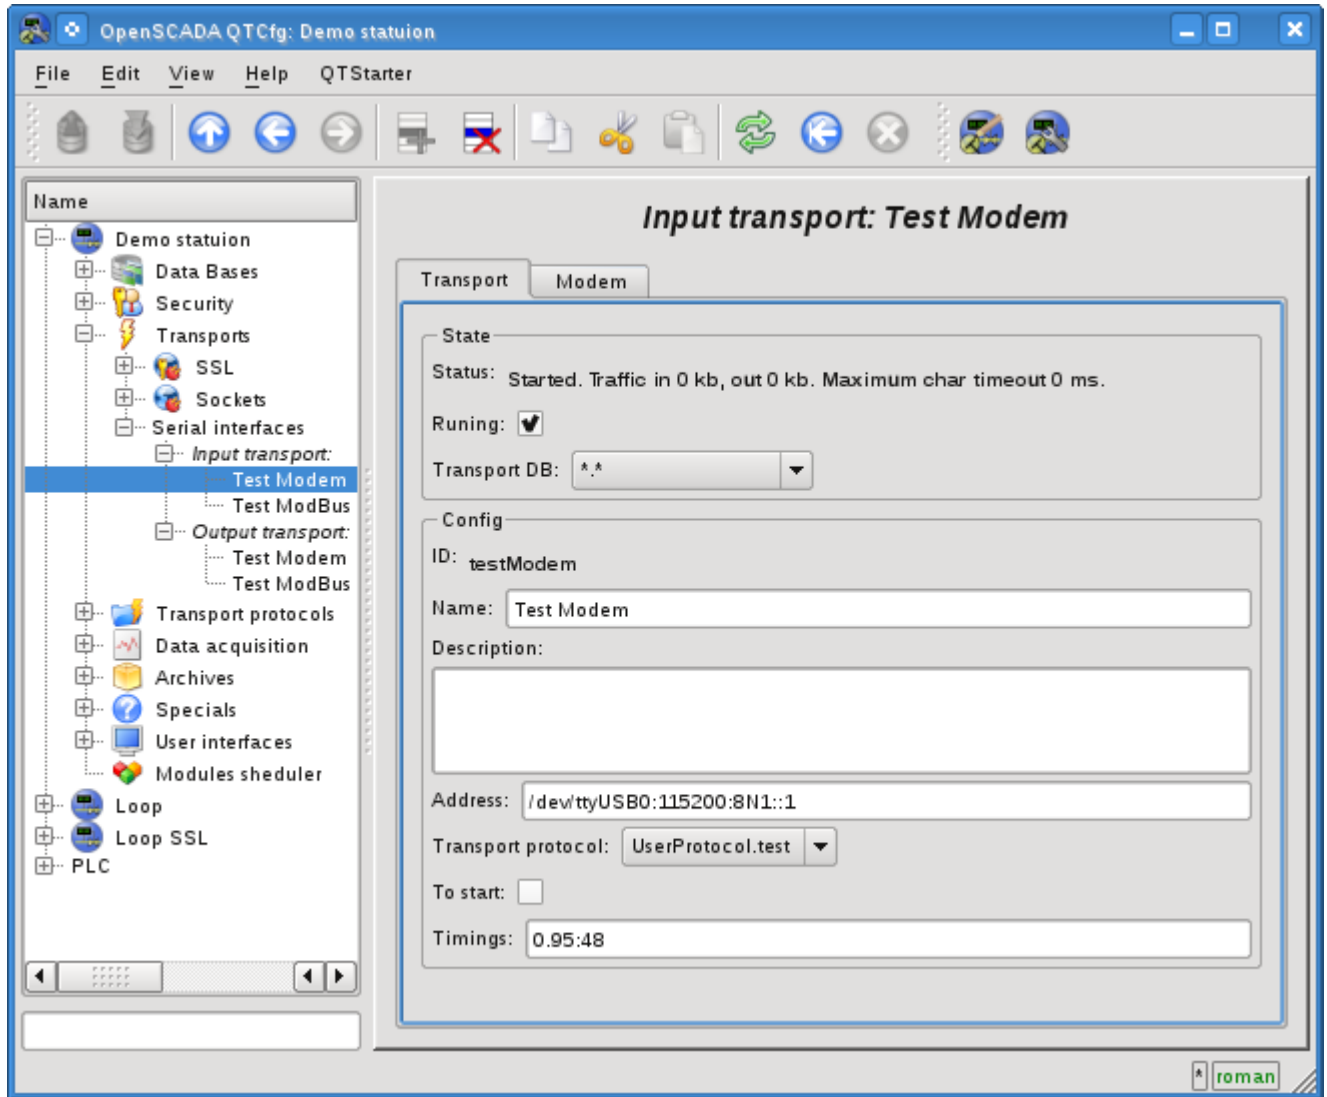 OpenSCADA QTCfg: Demo statuion
File Edit View Help QTStarter
Name
Demo statuion
Data Bases
Security
Transports
SSL
Sockets
Serial interfaces
Input transport:
Test Modem
Test ModBus
Output transport:
Test Modem
Test ModBus
Transport protocols
Data acquisition
Archives
Specials
User interfaces
Modules sheduler
Loop
Loop SSL
PLC
Input transport: Test Modem
Transport Modem
State
Status: Started. Traffic in 0 kb, out 0 kb. Maximum char timeout 0 ms.
Runing:
Transport DB: *.*
Config
ID: testModem
Name: Test Modem
Description:
Address: /dev/ttyUSB0:115200:8N1::1
Transport protocol: UserProtocol.test
To start:
Timings: 0.95:48
* roman